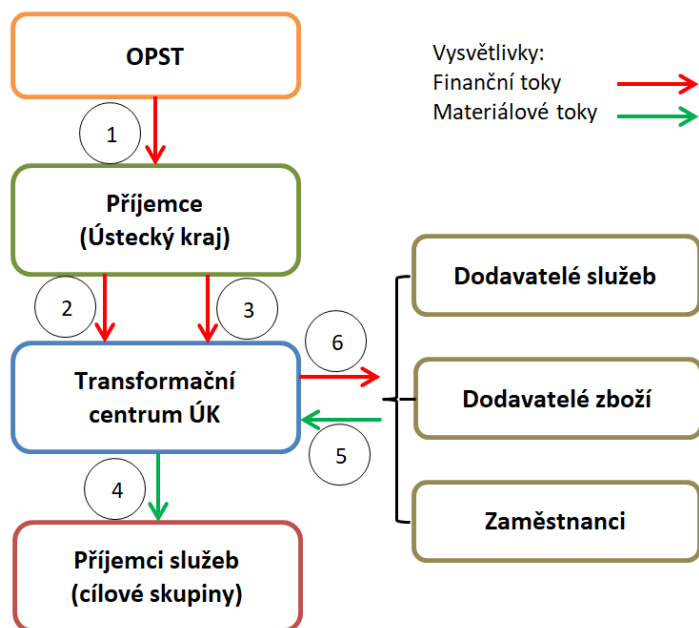 OPST
Vysvětlivky:
Finanční toky
Materiálové toky
1
Příjemce
(Ústecký kraj)
2
3
Dodavatelé služeb
6
Transformační
centrum ÚK
Dodavatelé zboží
5
4
Zaměstnanci
Příjemci služeb
(cílové skupiny)